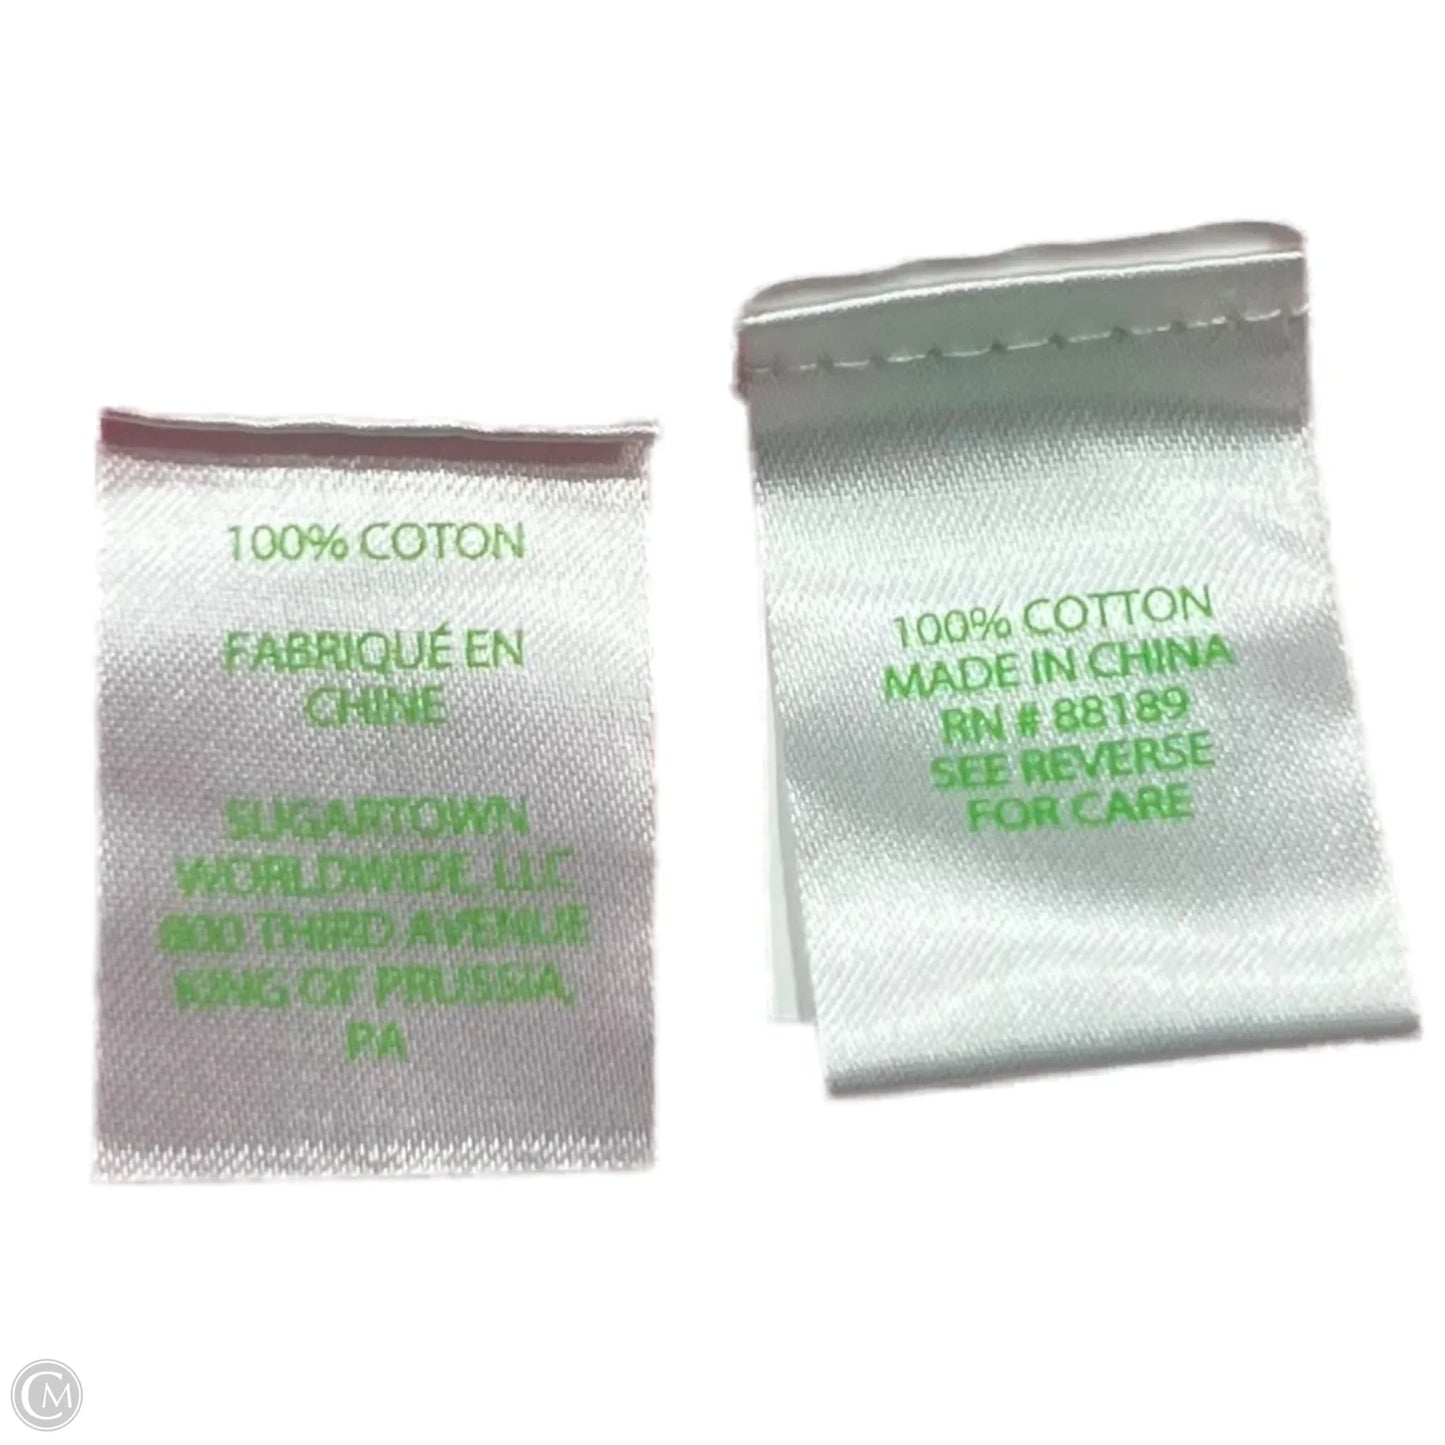 100% COTON
FABRIQUÉ EN
CHINE
SUGARTOWN
WORLDWIDE, LLC
800 THIRD AVENUE
KING OF PRUSSIA,
PA
100% COTTON
MADE IN CHINA
RN # 88189
SEE REVERSE
FOR CARE
CM